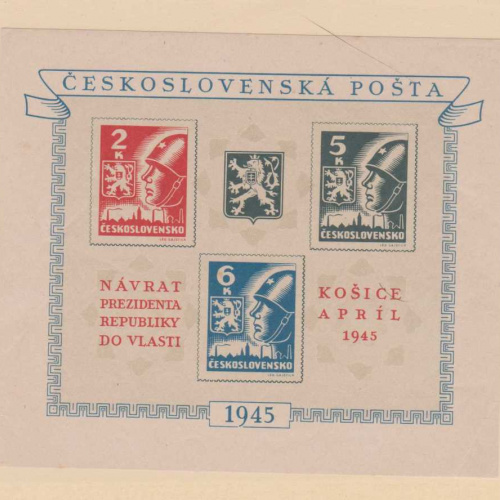 ČESKOSLOVENSKÁ POŠTA
2
K
ČESKOSLOVENSKO
5
K
ČESKOSLOVENSKO
NÁVRAT
PREZIDENTA
REPUBLIKY
DO VLASTI
6
K
ČESKOSLOVENSKO
KOŠICE
APRÍL
1945
1945